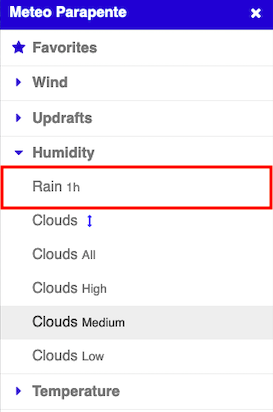 Meteo Parapente ×
Favorites
Wind
Updrafts
Humidity
Rain 1h
Clouds
Clouds All
Clouds High
Clouds Medium
Clouds Low
Temperature